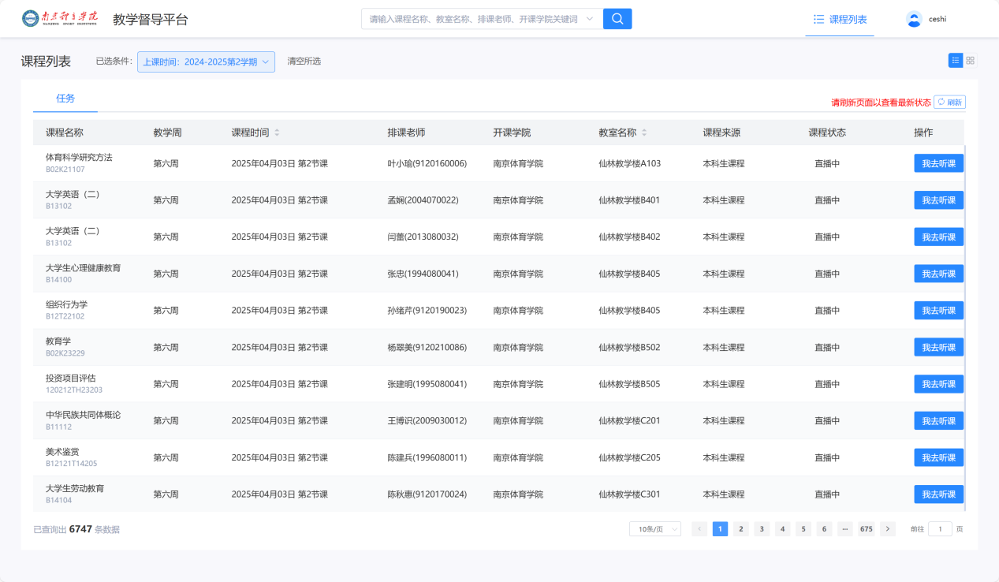 南京体育学院
NANJING SPORT INSTITUTE
教学督导平台
请输入课程名称、教室名称、排课老师、开课学院关键词
课程列表
ceshi
课程列表 已选条件： 上课时间：2024-2025第2学期 清空所选
任务
请刷新页面以查看最新状态 刷新
课程名称 教学周 课程时间 排课老师 开课学院 教室名称 课程来源 课程状态 操作
体育科学研究方法
B02K21107
第六周 2025年04月03日 第2节课 叶小瑜(9120160006) 南京体育学院 仙林教学楼A103 本科生课程 直播中 我去听课
大学英语（二）
B13102
第六周 2025年04月03日 第2节课 孟娴(2004070022) 南京体育学院 仙林教学楼B401 本科生课程 直播中 我去听课
大学英语（二）
B13102
第六周 2025年04月03日 第2节课 闫蕾(2013080032) 南京体育学院 仙林教学楼B402 本科生课程 直播中 我去听课
大学生心理健康教育
B14100
第六周 2025年04月03日 第2节课 张忠(1994080041) 南京体育学院 仙林教学楼B405 本科生课程 直播中 我去听课
组织行为学
B12T22102
第六周 2025年04月03日 第2节课 孙绪芹(9120190023) 南京体育学院 仙林教学楼B405 本科生课程 直播中 我去听课
教育学
B02K23229
第六周 2025年04月03日 第2节课 杨翠美(9120210086) 南京体育学院 仙林教学楼B502 本科生课程 直播中 我去听课
投资项目评估
120212TH23203
第六周 2025年04月03日 第2节课 张建明(1995080041) 南京体育学院 仙林教学楼B505 本科生课程 直播中 我去听课
中华民族共同体概论
B11112
第六周 2025年04月03日 第2节课 王博识(2009030012) 南京体育学院 仙林教学楼C201 本科生课程 直播中 我去听课
美术鉴赏
B12121T14205
第六周 2025年04月03日 第2节课 陈建兵(1996080011) 南京体育学院 仙林教学楼C205 本科生课程 直播中 我去听课
大学生劳动教育
B14104
第六周 2025年04月03日 第2节课 陈秋惠(9120170024) 南京体育学院 仙林教学楼C301 本科生课程 直播中 我去听课
已查询出 6747 条数据 10条/页 1 2 3 4 5 6 ··· 675 前往 1 页